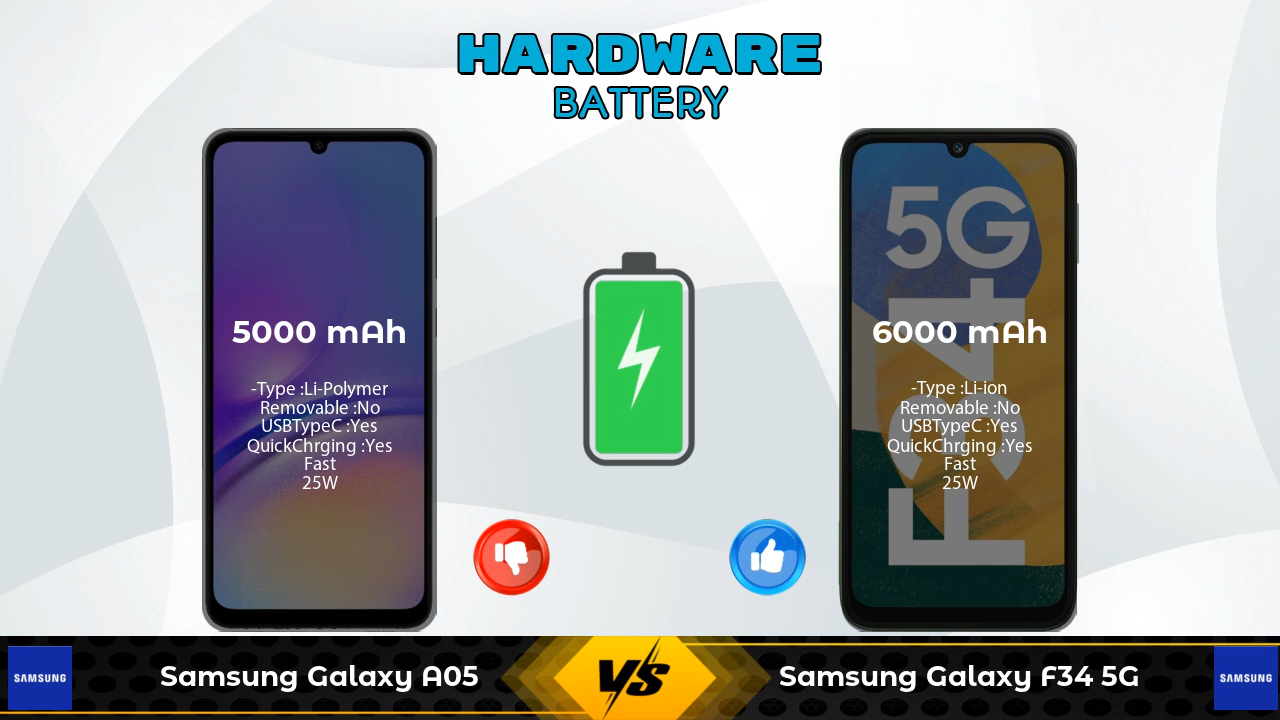 HARDWARE
BATTERY
5000 mAh
-Type :Li-Polymer
Removable :No
USBTypeC :Yes
QuickChrging :Yes
Fast
25W
5G
F34
6000 mAh
-Type :Li-ion
Removable :No
USBTypeC :Yes
QuickChrging :Yes
Fast
25W
SAMSUNG
Samsung Galaxy A05
VS
Samsung Galaxy F34 5G
SAMSUNG